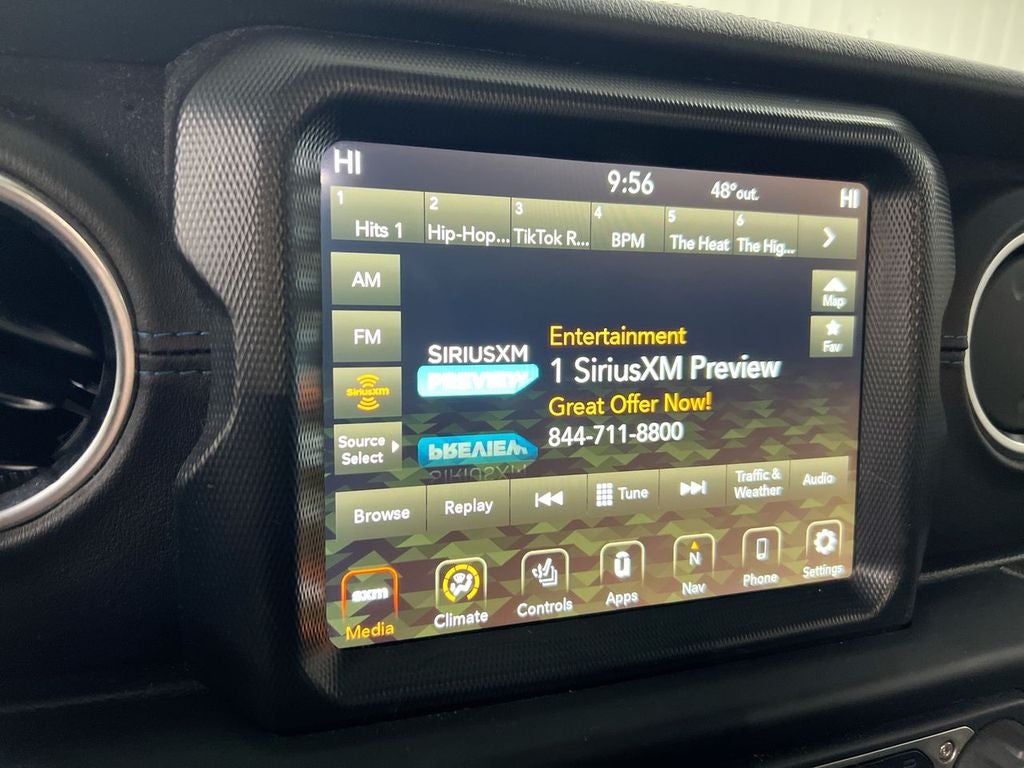 HI 9:56 48° out. HI
1 Hits 1
2 Hip-Hop...
3 TikTok R...
4 BPM
5 The Heat
6 The Hig...
AM
FM
SiriusXM
Source
Select
Map
Fav
SIRIUSXM
PREVIEW
Entertainment
1 SiriusXM Preview
Great Offer Now!
844-711-8800
PREVIEW
SIRIUSXM
Browse
Replay
Tune
Traffic &
Weather
Audio
sxm
Media
Climate
Controls
Apps
N
Nav
Phone
Settings